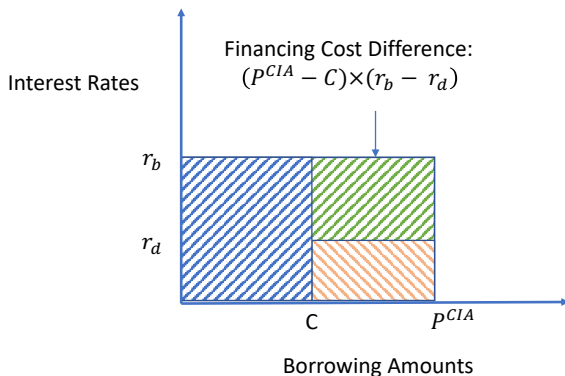 Financing Cost Difference:
(P^{CIA} − C)×(r_b − r_d)
Interest Rates
r_b
r_d
C
P^{CIA}
Borrowing Amounts